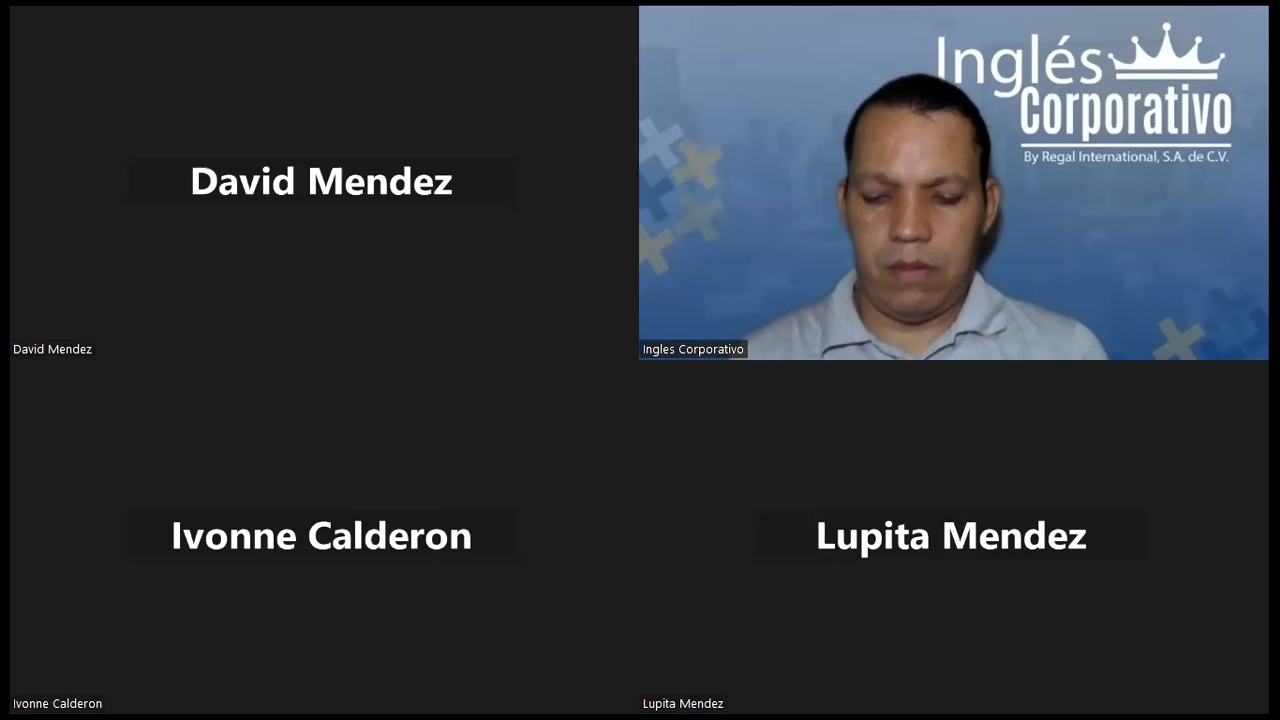 David Mendez
David Mendez
Inglés
Corporativo
By Regal International, S.A. de C.V.
Ingles Corporativo
Ivonne Calderon
Ivonne Calderon
Lupita Mendez
Lupita Mendez